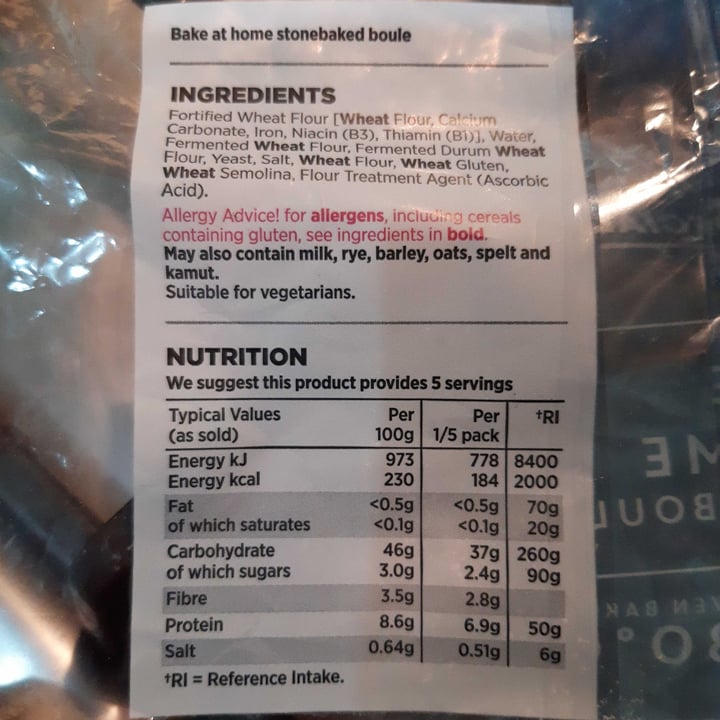 Bake at home stonebaked boule
INGREDIENTS
Fortified Wheat Flour [Wheat Flour, Calcium
Carbonate, Iron, Niacin (B3), Thiamin (B1)], Water,
Fermented Wheat Flour, Fermented Durum Wheat
Flour, Yeast, Salt, Wheat Flour, Wheat Gluten,
Wheat Semolina, Flour Treatment Agent (Ascorbic
Acid).
Allergy Advice! for allergens, including cereals
containing gluten, see ingredients in bold.
May also contain milk, rye, barley, oats, spelt and
kamut.
Suitable for vegetarians.
NUTRITION
We suggest this product provides 5 servings
Typical Values Per Per †RI
(as sold) 100g 1/5 pack
Energy kJ 973 778 8400
Energy kcal 230 184 2000
Fat <0.5g <0.5g 70g
of which saturates <0.1g <0.1g 20g
Carbohydrate 46g 37g 260g
of which sugars 3.0g 2.4g 90g
Fibre 3.5g 2.8g
Protein 8.6g 6.9g 50g
Salt 0.64g 0.51g 6g
†RI = Reference Intake.